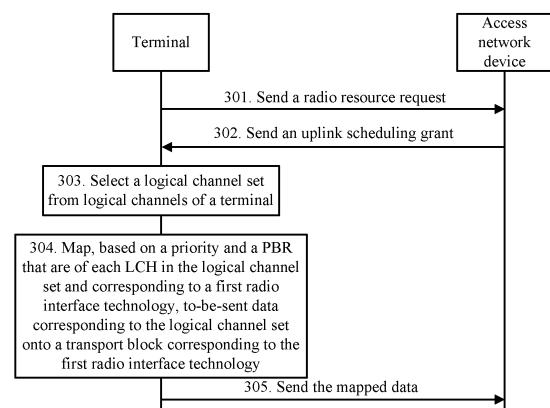 Terminal
Access
network
device
301. Send a radio resource request
302. Send an uplink scheduling grant
303. Select a logical channel set
from logical channels of a terminal
304. Map, based on a priority and a PBR
that are of each LCH in the logical channel
set and corresponding to a first radio
interface technology, to-be-sent data
corresponding to the logical channel set
onto a transport block corresponding to the
first radio interface technology
305. Send the mapped data